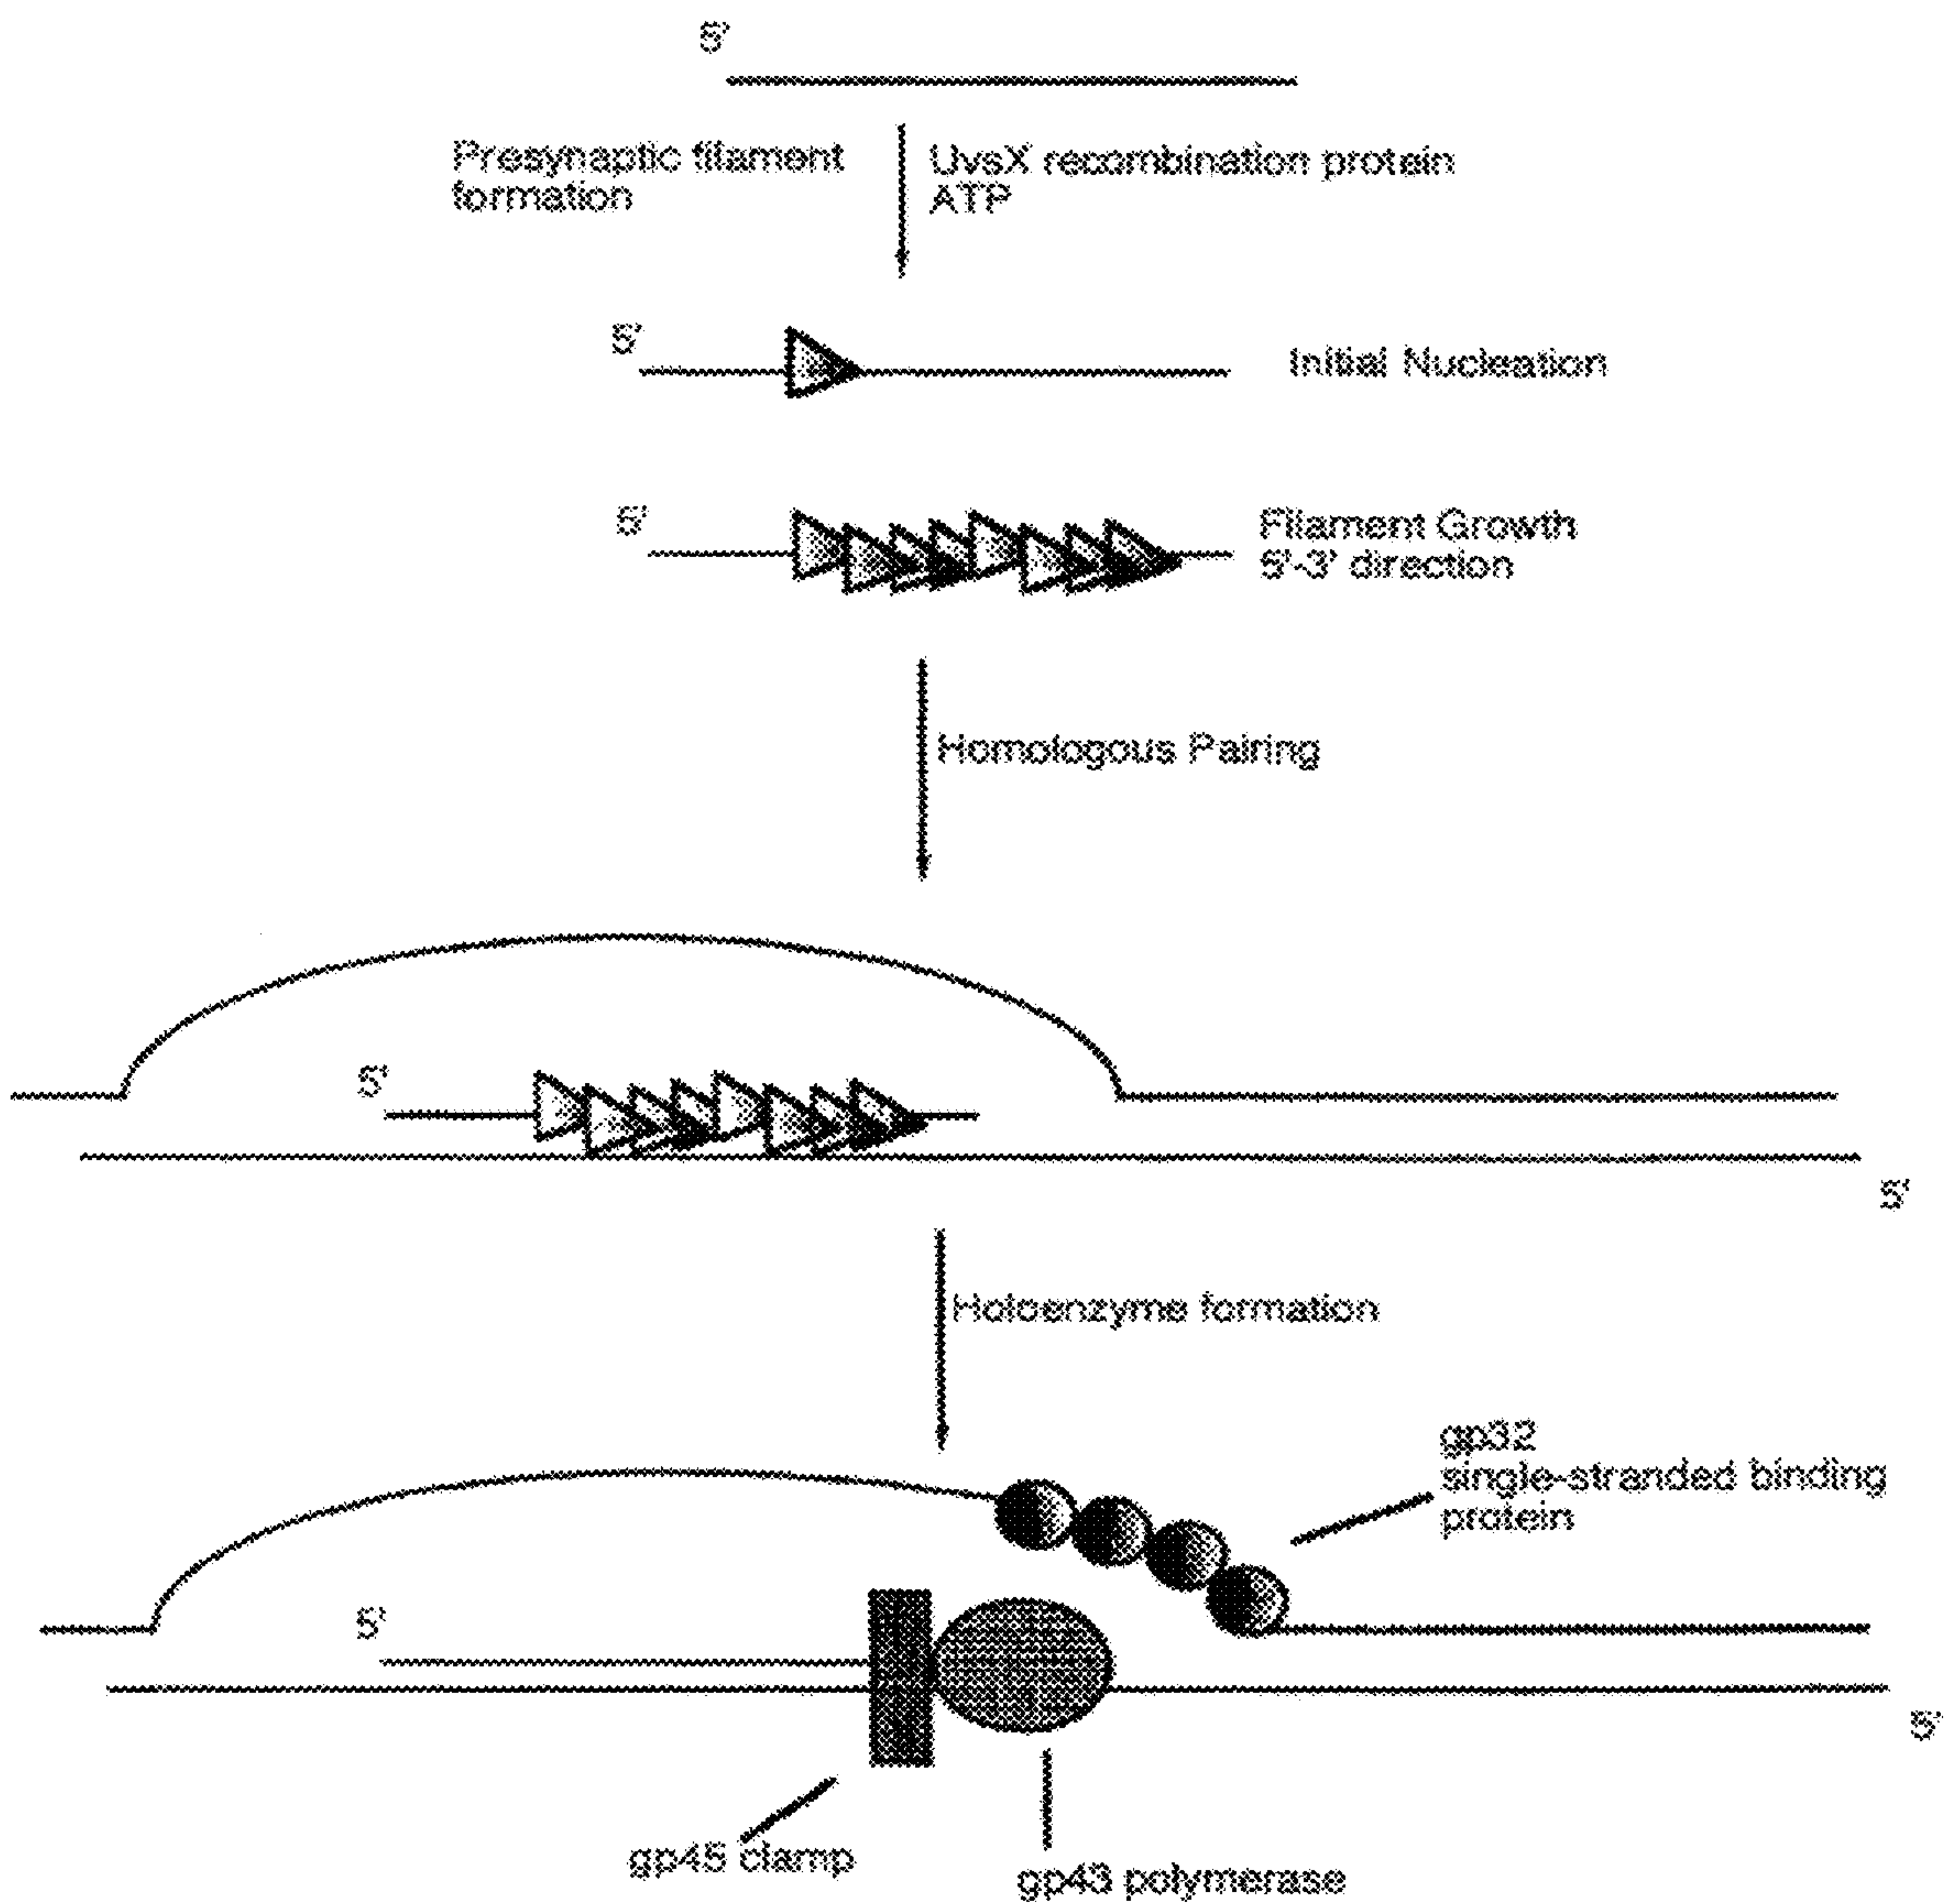 5'
Presynaptic filament
formation
UvsX recombination protein
ATP
5'
Initial Nucleation
5'
Filament Growth
5'-3' direction
Homologous Pairing
5'
5'
Holoenzyme formation
gp32
single-stranded binding
protein
5'
5'
gp45 clamp
gp43 polymerase